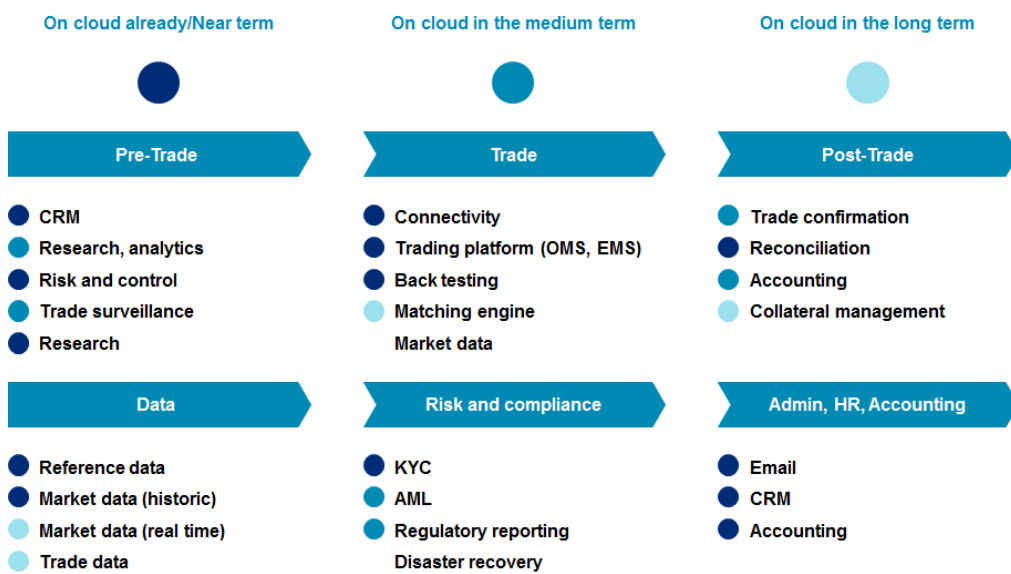 On cloud already/Near term
On cloud in the medium term
On cloud in the long term
Pre-Trade
CRM
Research, analytics
Risk and control
Trade surveillance
Research
Trade
Connectivity
Trading platform (OMS, EMS)
Back testing
Matching engine
Market data
Post-Trade
Trade confirmation
Reconciliation
Accounting
Collateral management
Data
Reference data
Market data (historic)
Market data (real time)
Trade data
Risk and compliance
KYC
AML
Regulatory reporting
Disaster recovery
Admin, HR, Accounting
Email
CRM
Accounting